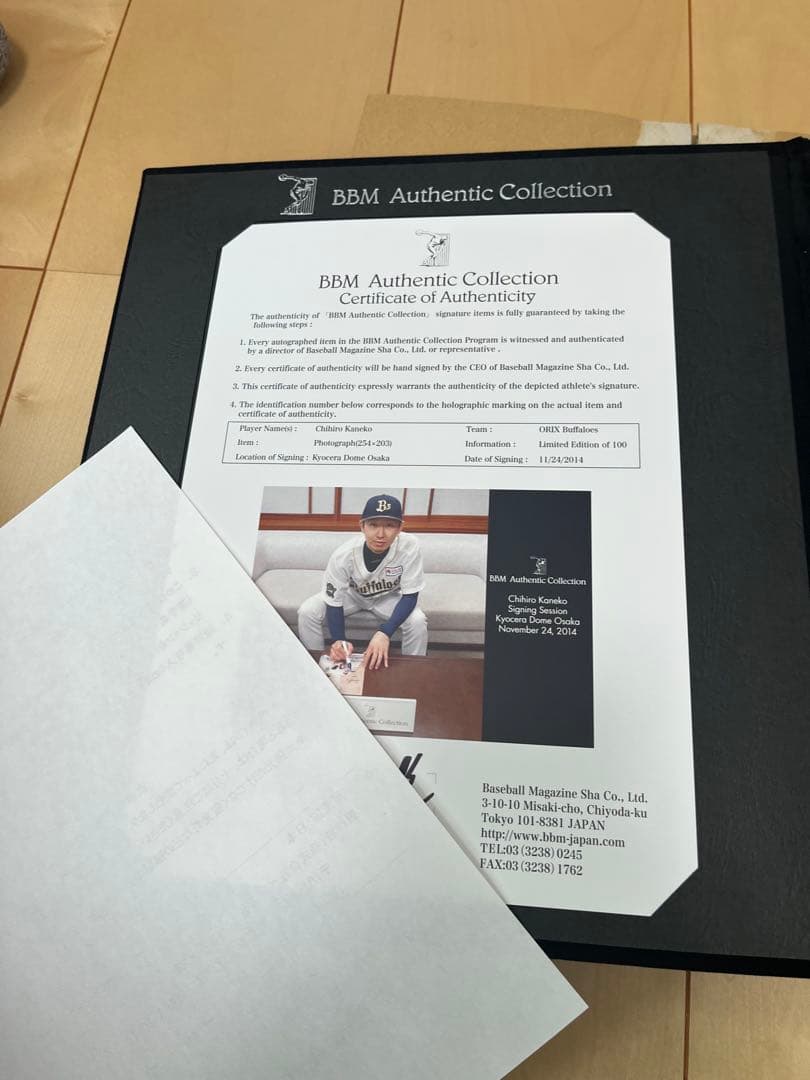 BBM Authentic Collection
BBM Authentic Collection
Certificate of Authenticity
The authenticity of 「BBM Authentic Collection」 signature items is fully guaranteed by taking the
following steps :
1. Every autographed item in the BBM Authentic Collection Program is witnessed and authenticated
by a director of Baseball Magazine Sha Co., Ltd. or representative .
2. Every certificate of authenticity will be hand signed by the CEO of Baseball Magazine Sha Co., Ltd.
3. This certificate of authenticity expressly warrants the authenticity of the depicted athlete's signature.
4. The identification number below corresponds to the holographic marking on the actual item and
certificate of authenticity.
Player Name(s) : Chihiro Kaneko Team : ORIX Buffaloes
Item : Photograph(254×203) Information : Limited Edition of 100
Location of Signing : Kyocera Dome Osaka Date of Signing : 11/24/2014
Bs
Buffaloes
BBM Authentic Collection
Chihiro Kaneko
Signing Session
Kyocera Dome Osaka
November 24, 2014
Collection
Baseball Magazine Sha Co., Ltd.
3-10-10 Misaki-cho, Chiyoda-ku
Tokyo 101-8381 JAPAN
http://www.bbm-japan.com
TEL:03 (3238) 0245
FAX:03 (3238) 1762